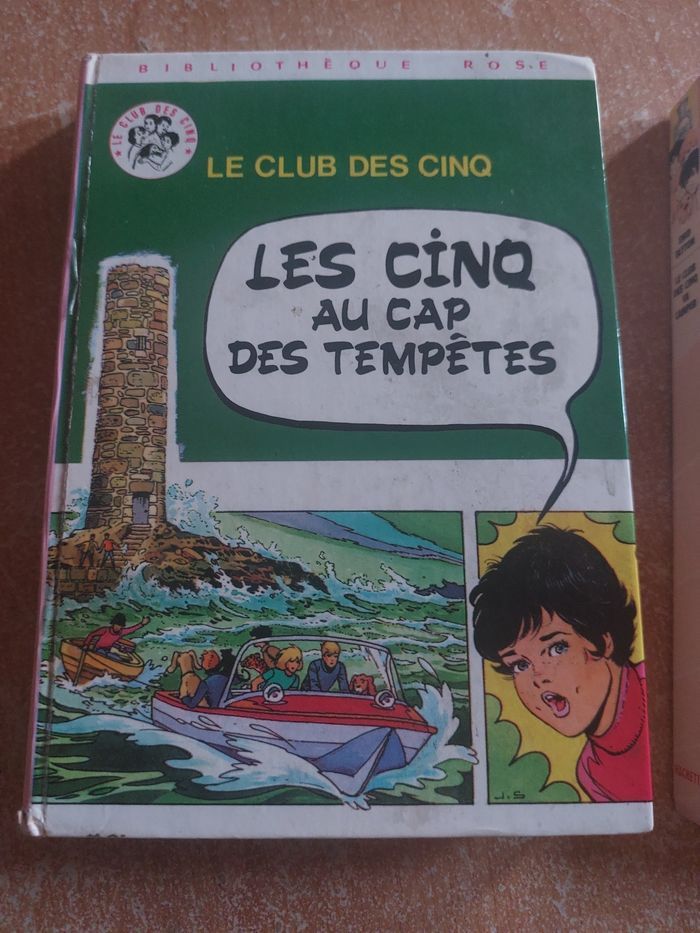 BIBLIOTHÈQUE ROSE
★ LE CLUB DES CINQ ★
LE CLUB DES CINQ
LES CINQ
AU CAP
DES TEMPÊTES
J.S